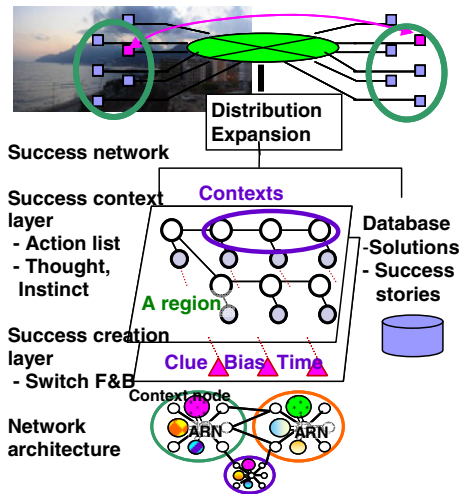 Distribution
Expansion
Success network
Success context
layer
- Action list
- Thought,
Instinct
Contexts
A region
Database
-Solutions
- Success
stories
Success creation
layer
- Switch F&B
Clue Bias Time
Context node
Network
architecture
ARN
ARN